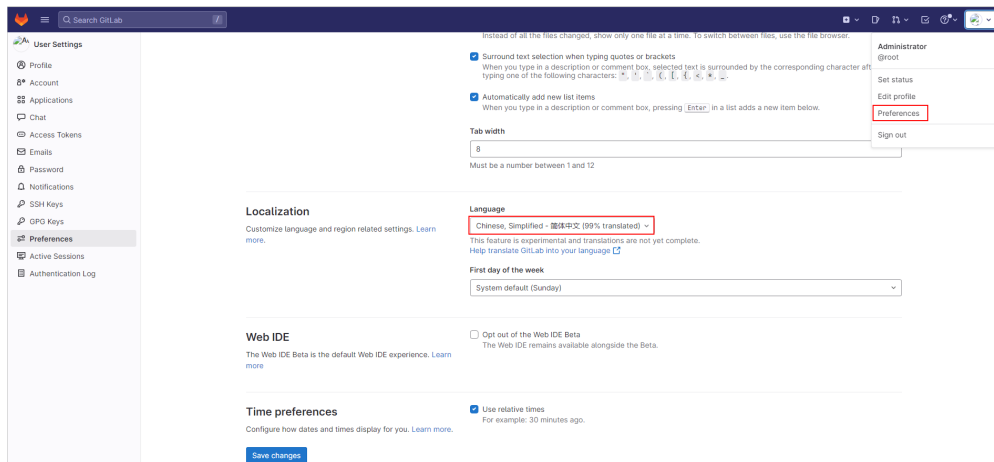 Search GitLab
/
User Settings
Profile
Account
Applications
Chat
Access Tokens
Emails
Password
Notifications
SSH Keys
GPG Keys
Preferences
Active Sessions
Authentication Log
Instead of all the files changed, show only one file at a time. To switch between files, use the file browser.
Surround text selection when typing quotes or brackets
When you type in a description or comment box, selected text is surrounded by the corresponding character aft
typing one of the following characters: ", ', `, (, [, {, <, *, _.
Automatically add new list items
When you type in a description or comment box, pressing Enter in a list adds a new item below.
Tab width
8
Must be a number between 1 and 12
Localization
Customize language and region related settings. Learn
more.
Language
Chinese, Simplified - 简体中文 (99% translated)
This feature is experimental and translations are not yet complete.
Help translate GitLab into your language
First day of the week
System default (Sunday)
Web IDE
The Web IDE Beta is the default Web IDE experience. Learn
more
Opt out of the Web IDE Beta
The Web IDE remains available alongside the Beta.
Time preferences
Configure how dates and times display for you. Learn more.
Use relative times
For example: 30 minutes ago.
Save changes
Administrator
@root
Set status
Edit profile
Preferences
Sign out